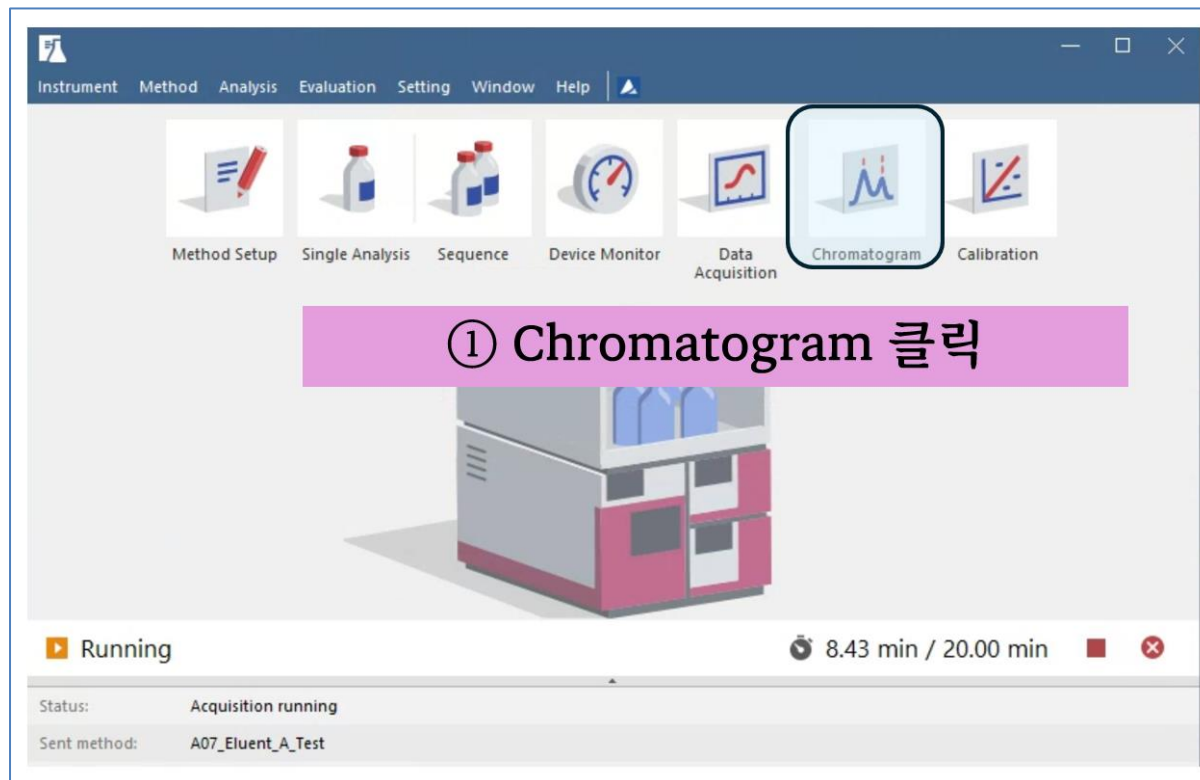 Instrument Method Analysis Evaluation Setting Window Help
Method Setup Single Analysis Sequence Device Monitor Data Acquisition Chromatogram Calibration
① Chromatogram 클릭
Running 8.43 min / 20.00 min
Status: Acquisition running
Sent method: A07_Eluent_A_Test